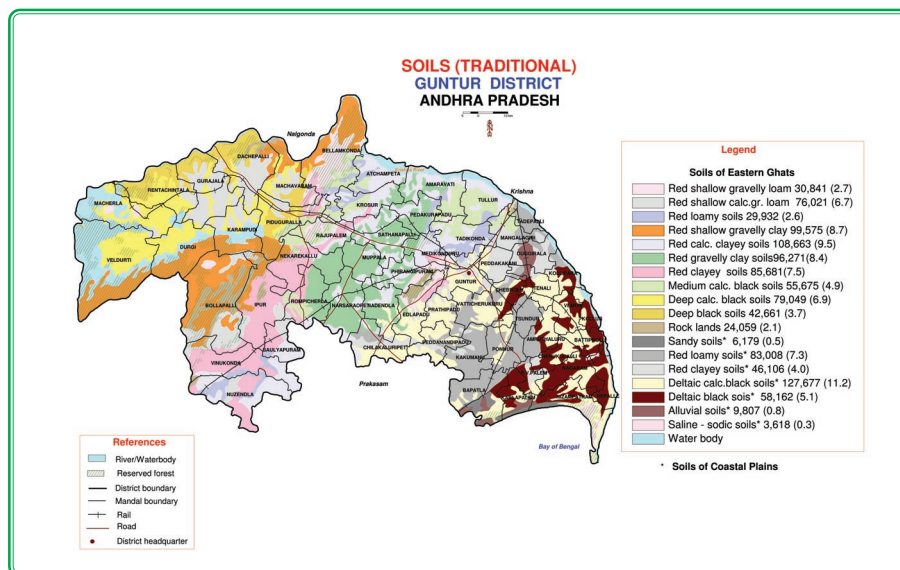 SOILS (TRADITIONAL)
GUNTUR DISTRICT
ANDHRA PRADESH
Nalgonda
Krishna
Prakasam
Bay of Bengal
BELLAMKONDA
DACHEPALLI
ATCHAMPETA
GURAJALA
MACHAVARAM
AMARAVATI
RENTACHINTALA
MACHERLA
KROSUR
TULLUR
PEDAKURAPADU
PIDUGURALLA
TADEPALLI
KARAMPUDI
RAJUPALEM
SATHANAPALLI
TADIKONDA
MANGALAGIRI
DURGI
MUPPALA
MEDIKONDURU
DUGGIRALA
VELDURTI
NEKAREKALLU
PHIRANGIPURAM
PEDDAKAKANI
GUNTUR
TENALI
BOLLAPALLI
IPUR
ROMPICHERLA
NADENDLA
EDLAPADU
PRATHIPADU
VATTICHERUKURU
TSUNDUR
CHILAKALURIPET
PEDDANANDIPADU
PONNUR
KAKUMANU
VINUKONDA
SAULYAPURAM
NUZENDLA
BAPATLA
Legend
Soils of Eastern Ghats
Red shallow gravelly loam 30,841 (2.7)
Red shallow calc.gr. loam 76,021 (6.7)
Red loamy soils 29,932 (2.6)
Red shallow gravelly clay 99,575 (8.7)
Red calc. clayey soils 108,663 (9.5)
Red gravelly clay soils96,271(8.4)
Red clayey soils 85,681(7.5)
Medium calc. black soils 55,675 (4.9)
Deep calc. black soils 79,049 (6.9)
Deep black soils 42,661 (3.7)
Rock lands 24,059 (2.1)
Sandy soils* 6,179 (0.5)
Red loamy soils* 83,008 (7.3)
Red clayey soils* 46,106 (4.0)
Deltaic calc.black soils* 127,677 (11.2)
Deltaic black sois* 58,162 (5.1)
Alluvial soils* 9,807 (0.8)
Saline - sodic soils* 3,618 (0.3)
Water body
* Soils of Coastal Plains
References
River/Waterbody
Reserved forest
District boundary
Mandal boundary
Rail
Road
District headquarter